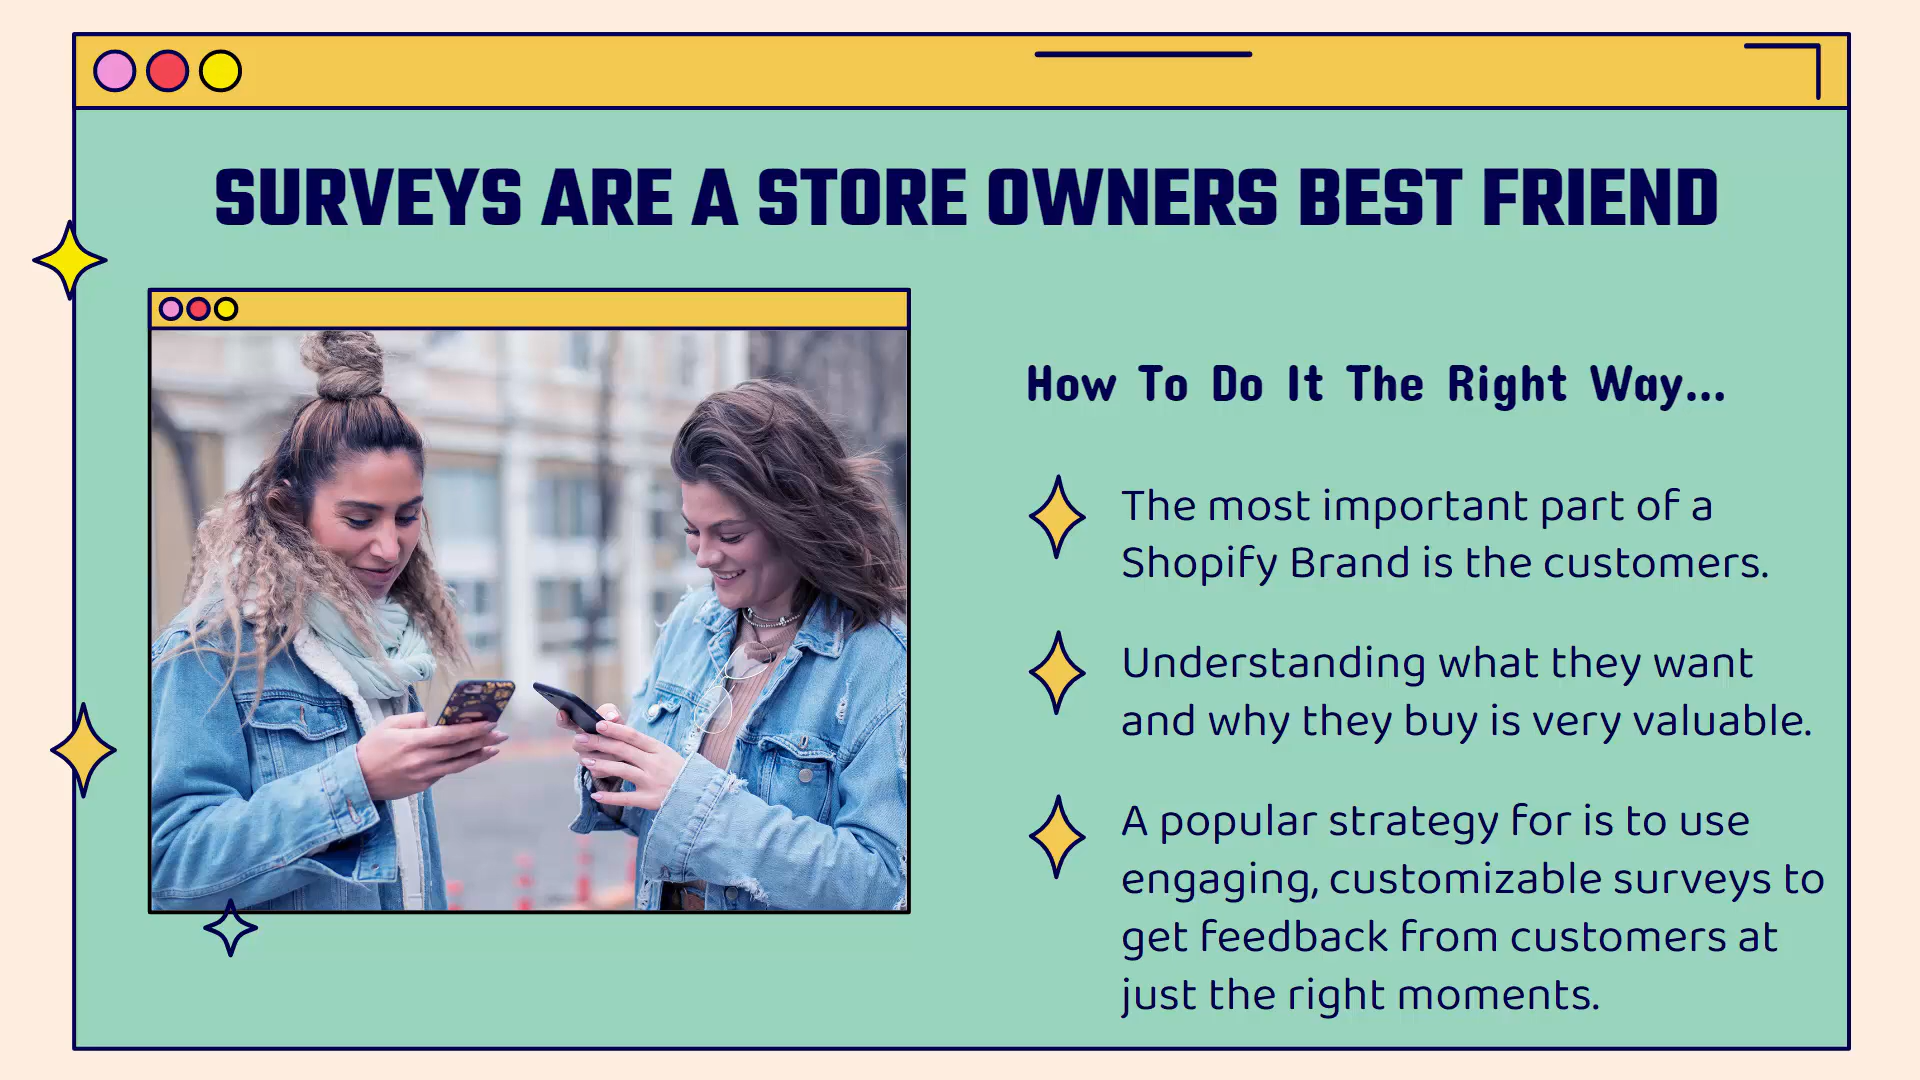 SURVEYS ARE A STORE OWNERS BEST FRIEND
How To Do It The Right Way...
The most important part of a
Shopify Brand is the customers.
Understanding what they want
and why they buy is very valuable.
A popular strategy for is to use
engaging, customizable surveys to
get feedback from customers at
just the right moments.